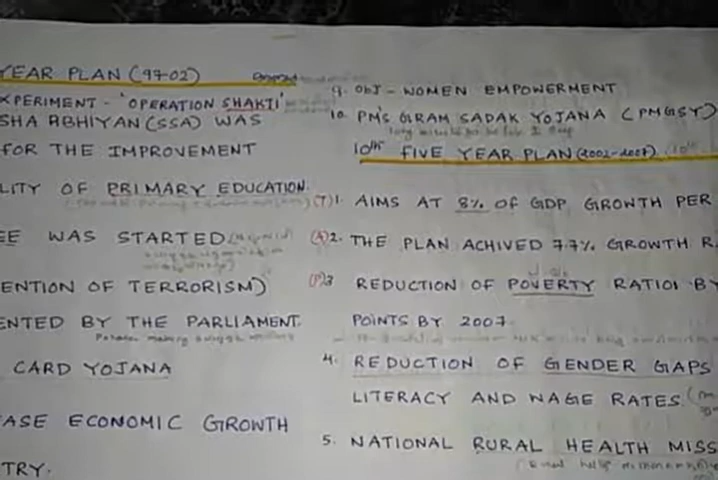 YEAR PLAN (97-02)
XPERIMENT - 'OPERATION SHAKTI'
SHA ABHIYAN (SSA) WAS
FOR THE IMPROVEMENT
LITY OF PRIMARY EDUCATION.
EE WAS STARTED
ENTION OF TERRORISM)
ENTED BY THE PARLIAMENT.
CARD YOJANA
EASE ECONOMIC GROWTH
TRY.
9. OBJ - WOMEN EMPOWERMENT
10. PM'S GRAM SADAK YOJANA (PMGSY)
10th FIVE YEAR PLAN (2002-2007)
(T) 1. AIMS AT 8% OF GDP GROWTH PER
(A) 2. THE PLAN ACHIVED 7.7% GROWTH R
(P) 3 REDUCTION OF POVERTY RATIO BY
POINTS BY 2007.
4. REDUCTION OF GENDER GAPS
LITERACY AND WAGE RATES.
5. NATIONAL RURAL HEALTH MISS